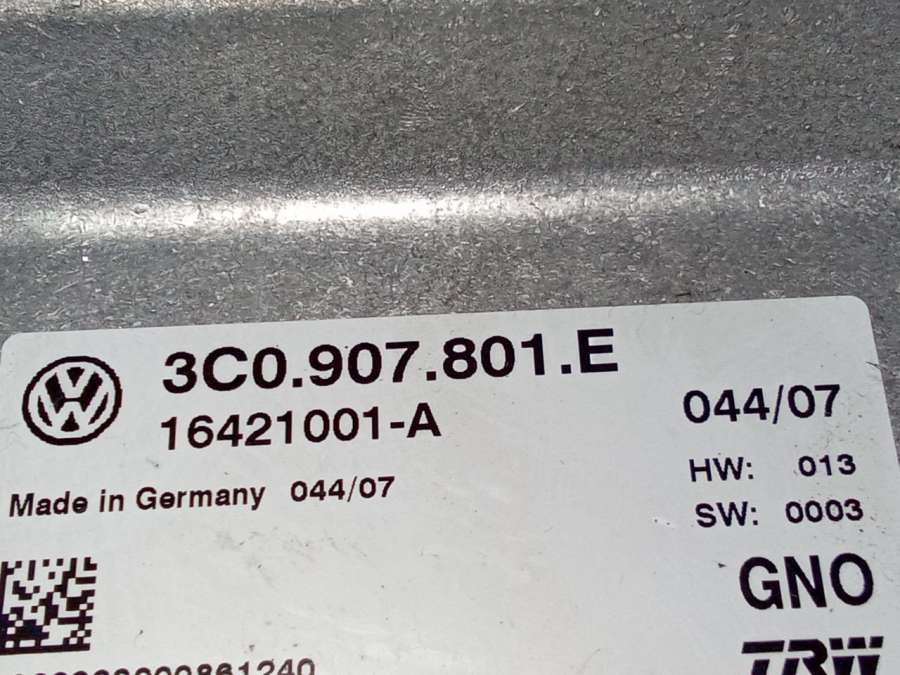 3C0.907.801.E
16421001-A
044/07
HW: 013
Made in Germany 044/07
SW: 0003
GNO
TRW